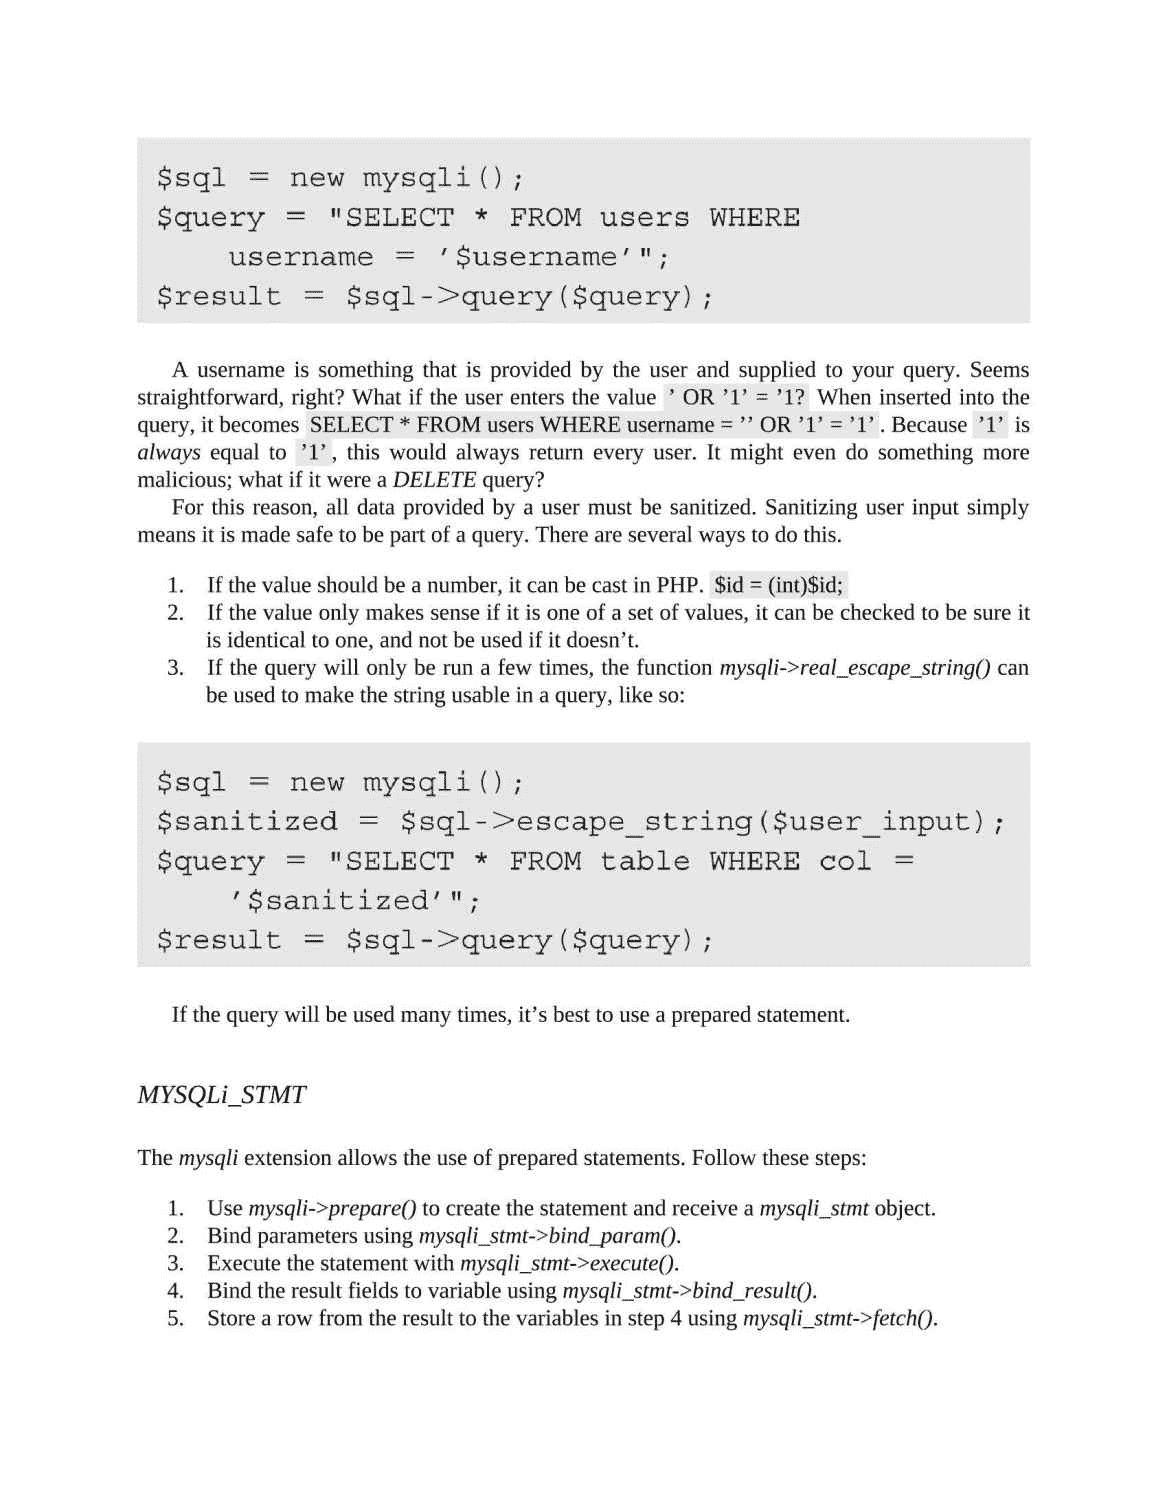 $sql = new mysqli();
$query = "SELECT * FROM users WHERE
username = ’$username’";
$result = $sql->query($query);
A username is something that is provided by the user and supplied to your query. Seems
straightforward, right? What if the user enters the value ’ OR ’1’ = ’1? When inserted into the
query, it becomes SELECT * FROM users WHERE username = ’’ OR ’1’ = ’1’. Because ’1’ is
always equal to ’1’, this would always return every user. It might even do something more
malicious; what if it were a DELETE query?
For this reason, all data provided by a user must be sanitized. Sanitizing user input simply
means it is made safe to be part of a query. There are several ways to do this.
1. If the value should be a number, it can be cast in PHP. $id = (int)$id;
2. If the value only makes sense if it is one of a set of values, it can be checked to be sure it
is identical to one, and not be used if it doesn’t.
3. If the query will only be run a few times, the function mysqli->real_escape_string() can
be used to make the string usable in a query, like so:
$sql = new mysqli();
$sanitized = $sql->escape_string($user_input);
$query = "SELECT * FROM table WHERE col =
’$sanitized’";
$result = $sql->query($query);
If the query will be used many times, it’s best to use a prepared statement.
MYSQLi_STMT
The mysqli extension allows the use of prepared statements. Follow these steps:
1. Use mysqli->prepare() to create the statement and receive a mysqli_stmt object.
2. Bind parameters using mysqli_stmt->bind_param().
3. Execute the statement with mysqli_stmt->execute().
4. Bind the result fields to variable using mysqli_stmt->bind_result().
5. Store a row from the result to the variables in step 4 using mysqli_stmt->fetch().